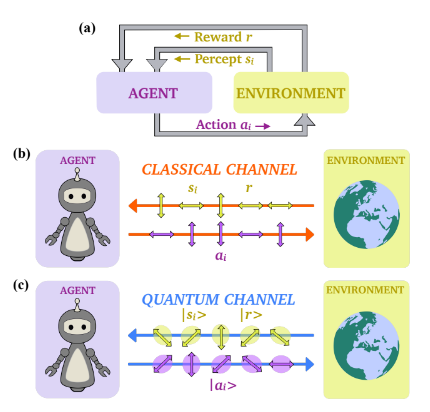 (a)
Reward r
Percept s_i
AGENT
ENVIRONMENT
Action a_i
(b)
AGENT
ENVIRONMENT
CLASSICAL CHANNEL
s_i r
a_i
(c)
AGENT
ENVIRONMENT
QUANTUM CHANNEL
|s_i> |r>
|a_i>